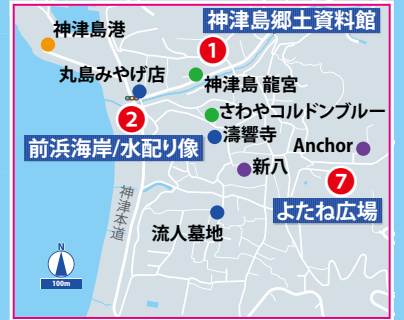 神津島港
神津島郷土資料館
1
丸島みやげ店
神津島 龍宮
さわやコルドンブルー
2
前浜海岸/水配り像
濤響寺
Anchor
新八
7
よたね広場
神津本道
流人墓地
N
100m